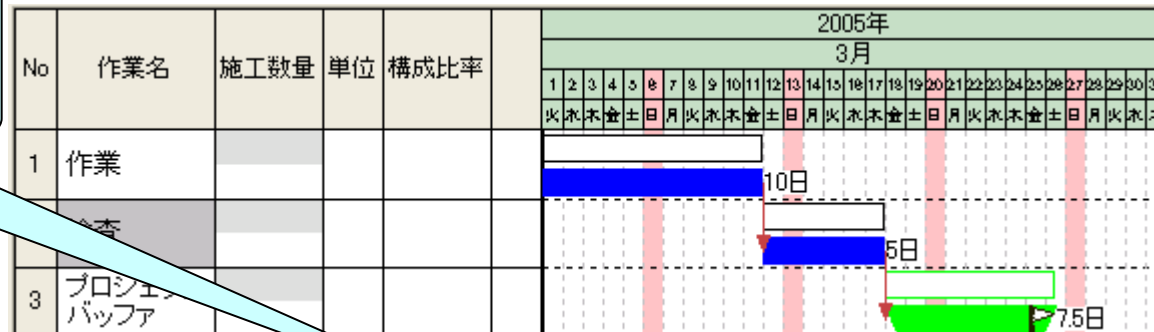 2005年
3月
No 作業名 施工数量 単位 構成比率
1 2 3 4 5 6 7 8 9 10 11 12 13 14 15 16 17 18 19 20 21 22 23 24 25 26 27 28 29 30
火 水 木 金 土 日 月 火 水 木 金 土 日 月 火 水 木 金 土 日 月 火 水 木 金 土 日 月 火 水
1 作業
10日
査
5日
3 プロジェク
バッファ
7.5日